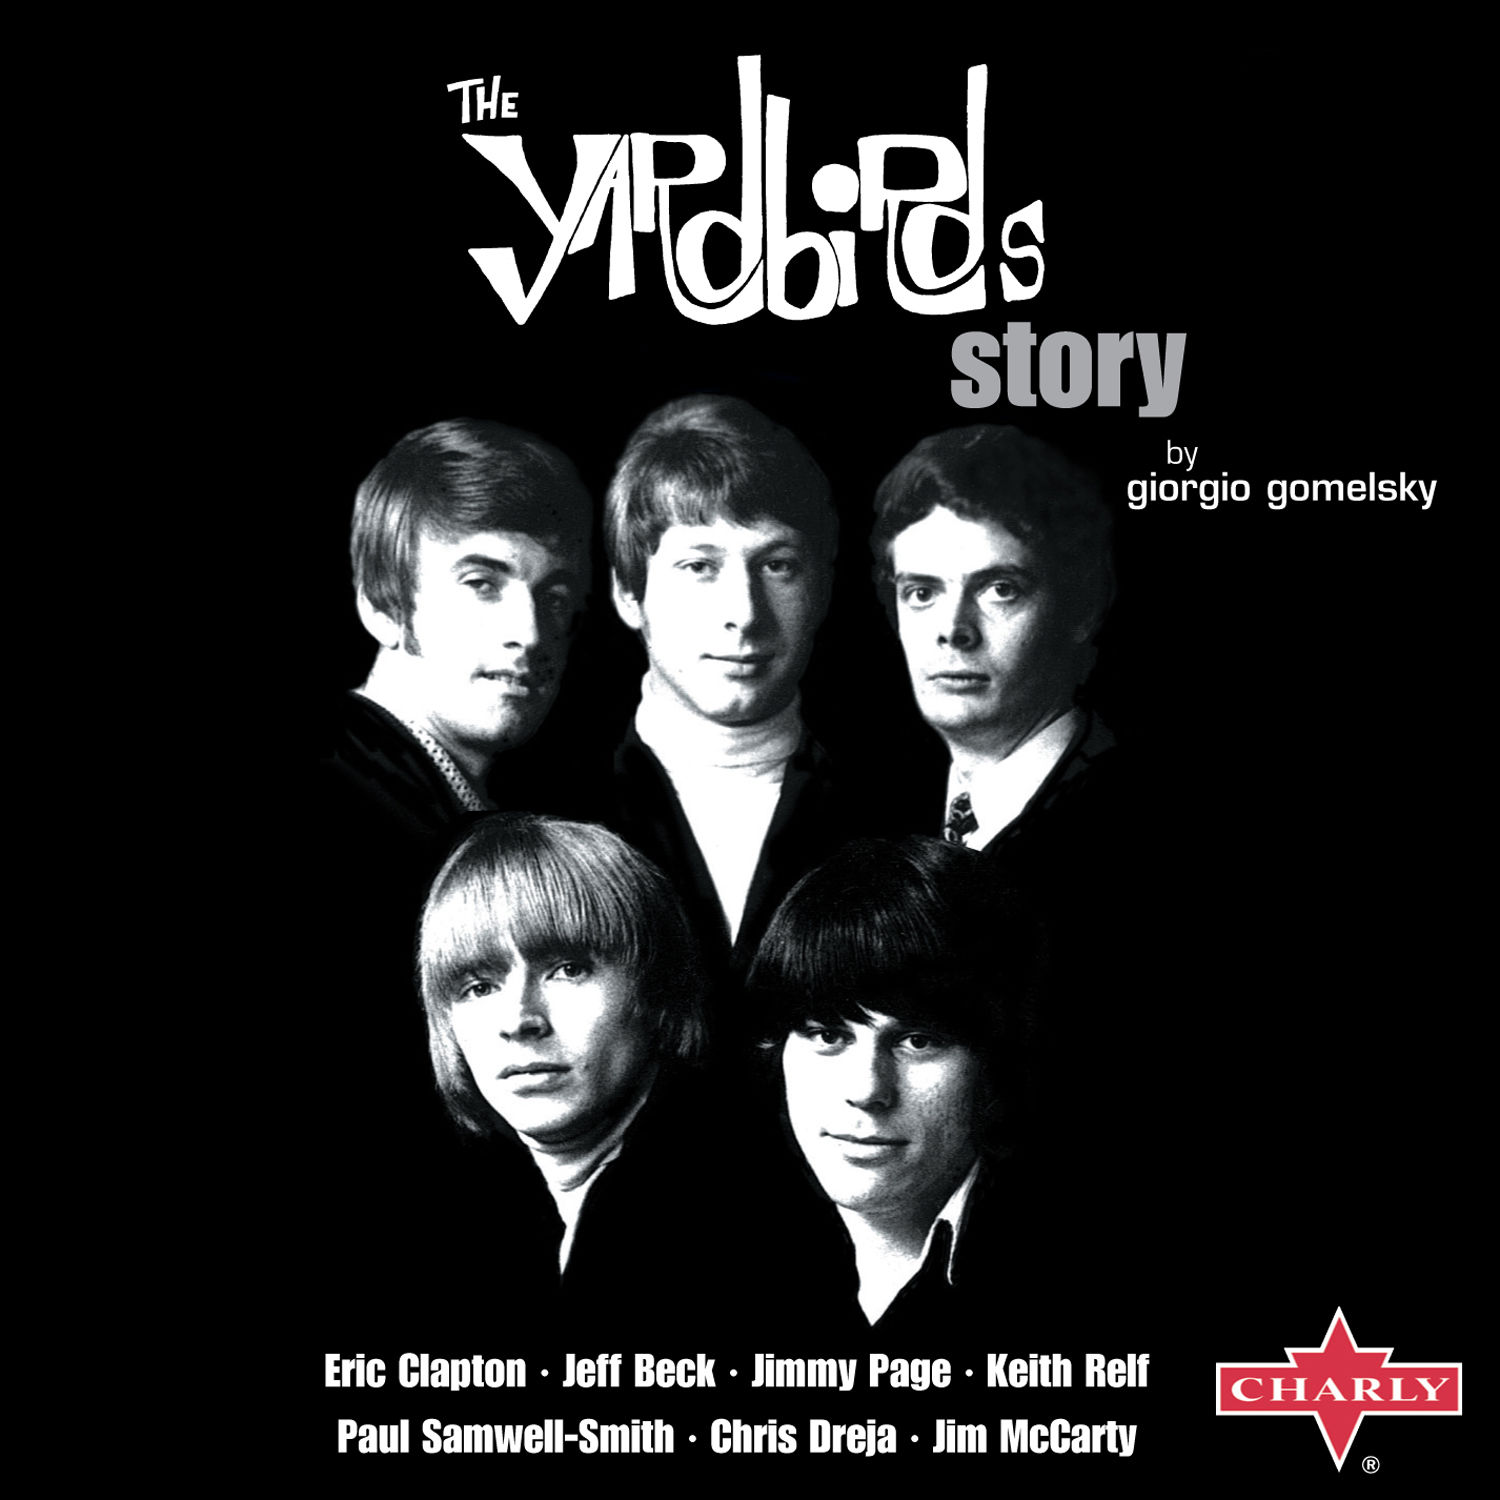 THE
YARdbiRds
story
by
giorgio gomelsky
Eric Clapton · Jeff Beck · Jimmy Page · Keith Relf
Paul Samwell-Smith · Chris Dreja · Jim McCarty
CHARLY
®